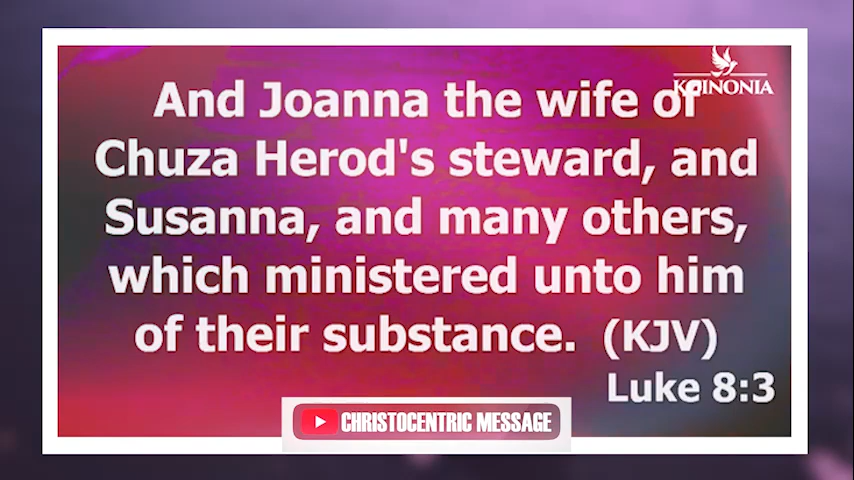 KOINONIA
And Joanna the wife of
Chuza Herod's steward, and
Susanna, and many others,
which ministered unto him
of their substance. (KJV)
Luke 8:3
CHRISTOCENTRIC MESSAGE